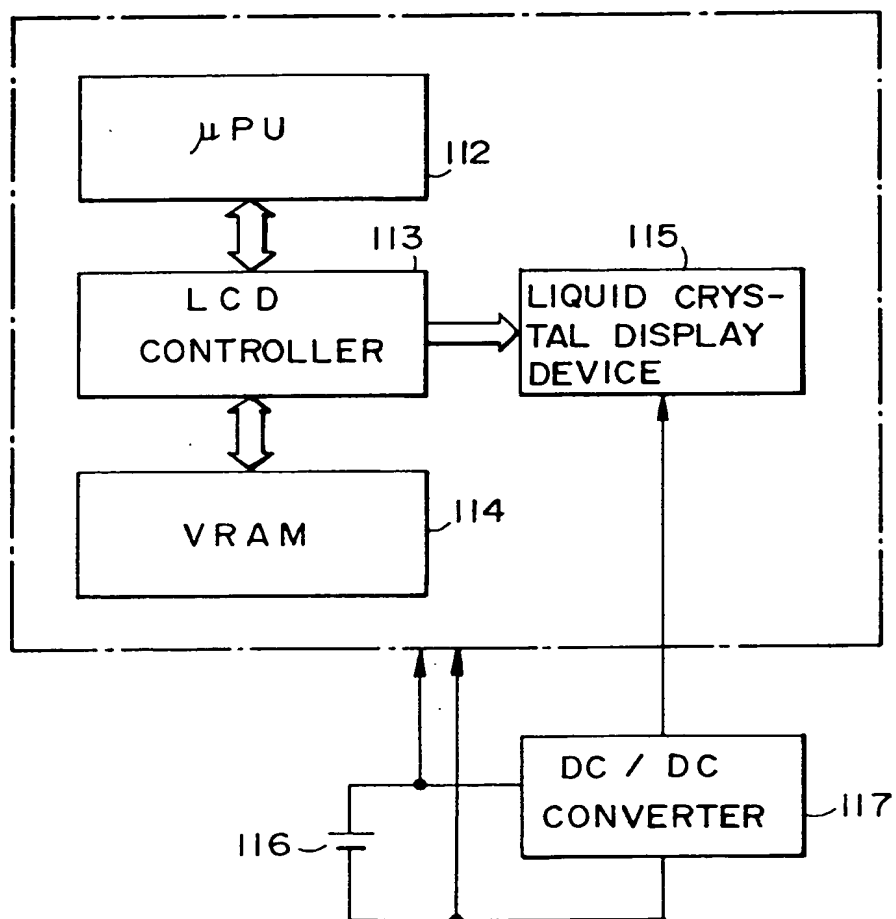 μPU
112
113
LCD
CONTROLLER
115
LIQUID CRYS-
TAL DISPLAY
DEVICE
VRAM
114
DC / DC
CONVERTER
117
116